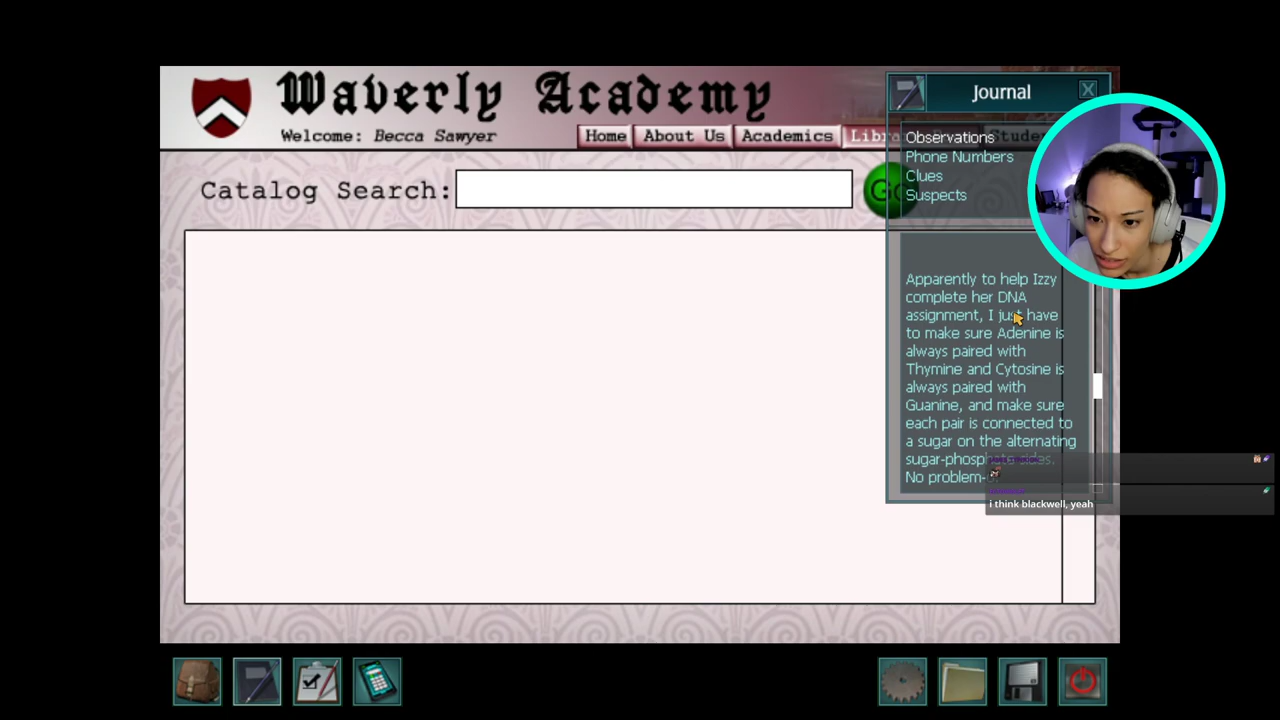 Waverly Academy
Welcome: Becca Sawyer
Home
About Us
Academics
Catalog Search:
Journal
X
Observations
Phone Numbers
Clues
Suspects
Apparently to help Izzy
complete her DNA
assignment, I just have
to make sure Adenine is
always paired with
Thymine and Cytosine is
always paired with
Guanine, and make sure
each pair is connected to
a sugar on the alternating
sugar-phosphate sides.
No problem-
i think blackwell, yeah